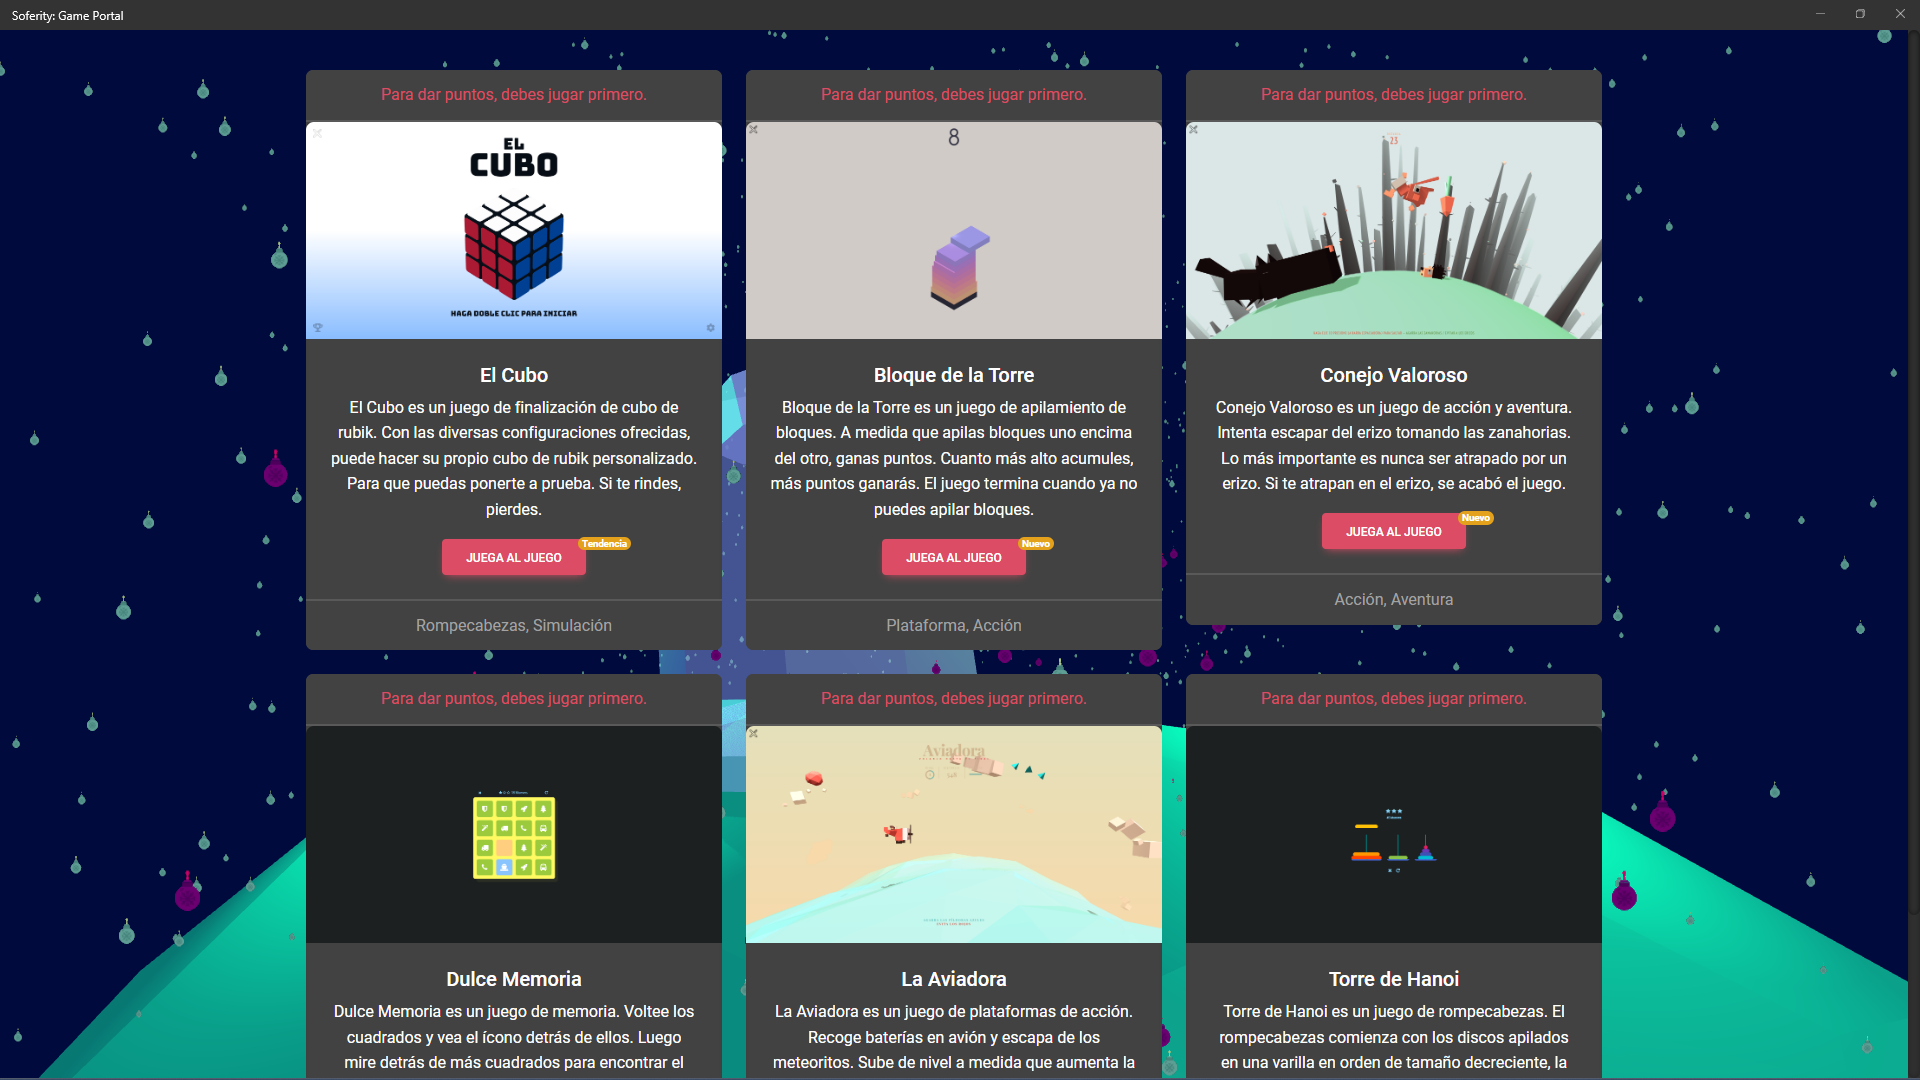 Soferity: Game Portal
Para dar puntos, debes jugar primero.
EL
CUBO
HAGA DOBLE CLIC PARA INICIAR
El Cubo
El Cubo es un juego de finalización de cubo de
rubik. Con las diversas configuraciones ofrecidas,
puede hacer su propio cubo de rubik personalizado.
Para que puedas ponerte a prueba. Si te rindes,
pierdes.
JUEGA AL JUEGO
Tendencia
Rompecabezas, Simulación
Para dar puntos, debes jugar primero.
8
Bloque de la Torre
Bloque de la Torre es un juego de apilamiento de
bloques. A medida que apilas bloques uno encima
del otro, ganas puntos. Cuanto más alto acumules,
más puntos ganarás. El juego termina cuando ya no
puedes apilar bloques.
JUEGA AL JUEGO
Nuevo
Plataforma, Acción
Para dar puntos, debes jugar primero.
23
Conejo Valoroso
Conejo Valoroso es un juego de acción y aventura.
Intenta escapar del erizo tomando las zanahorias.
Lo más importante es nunca ser atrapado por un
erizo. Si te atrapan en el erizo, se acabó el juego.
JUEGA AL JUEGO
Nuevo
Acción, Aventura
Para dar puntos, debes jugar primero.
Dulce Memoria
Dulce Memoria es un juego de memoria. Voltee los
cuadrados y vea el ícono detrás de ellos. Luego
mire detrás de más cuadrados para encontrar el
Para dar puntos, debes jugar primero.
Aviadora
La Aviadora
La Aviadora es un juego de plataformas de acción.
Recoge baterías en avión y escapa de los
meteoritos. Sube de nivel a medida que aumenta la
Para dar puntos, debes jugar primero.
Torre de Hanoi
Torre de Hanoi es un juego de rompecabezas. El
rompecabezas comienza con los discos apilados
en una varilla en orden de tamaño decreciente, la